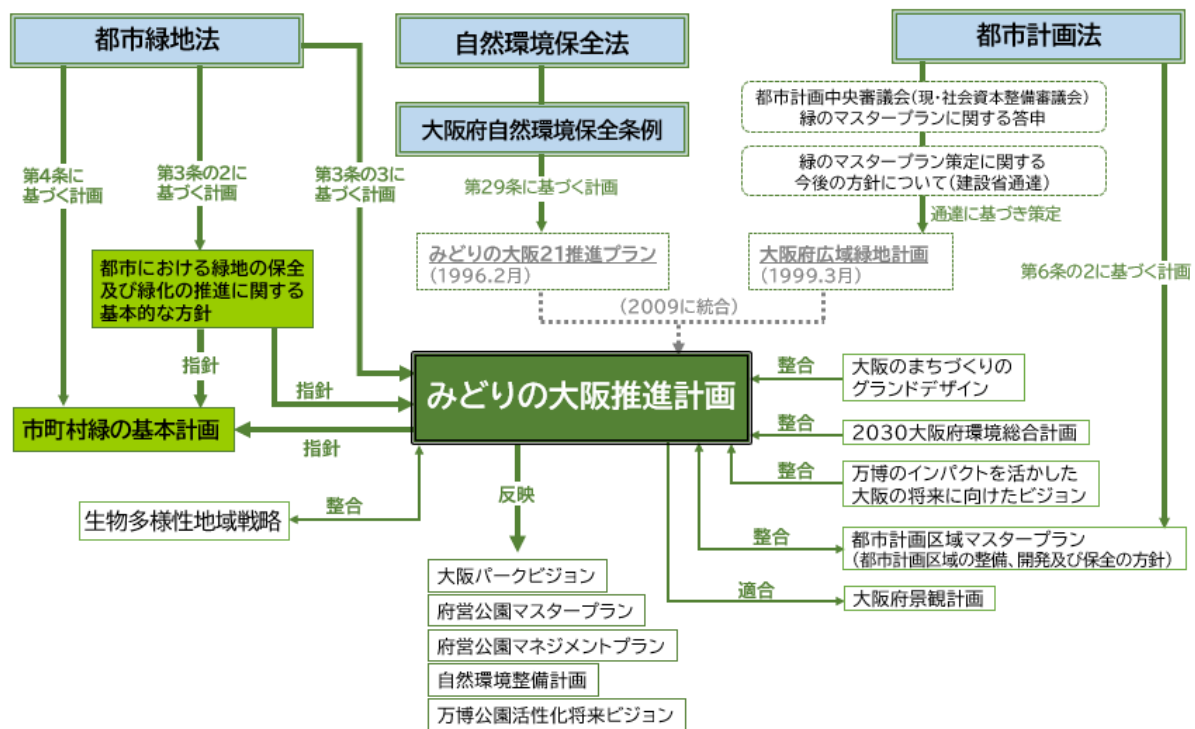 都市緑地法
自然環境保全法
都市計画法
大阪府自然環境保全条例
都市計画中央審議会(現・社会資本整備審議会)
緑のマスタープランに関する答申
緑のマスタープラン策定に関する
今後の方針について(建設省通達)
第4条に
基づく計画
第3条の2に
基づく計画
第3条の3に
基づく計画
第29条に基づく計画
通達に基づき策定
第6条の2に基づく計画
みどりの大阪21推進プラン
(1996.2月)
大阪府広域緑地計画
(1999.3月)
(2009に統合)
都市における緑地の保全
及び緑化の推進に関する
基本的な方針
指針
指針
みどりの大阪推進計画
市町村緑の基本計画
指針
整合
大阪のまちづくりの
グランドデザイン
整合
2030大阪府環境総合計画
整合
万博のインパクトを活かした
大阪の将来に向けたビジョン
整合
都市計画区域マスタープラン
(都市計画区域の整備、開発及び保全の方針)
適合
大阪府景観計画
生物多様性地域戦略
整合
反映
大阪パークビジョン
府営公園マスタープラン
府営公園マネジメントプラン
自然環境整備計画
万博公園活性化将来ビジョン